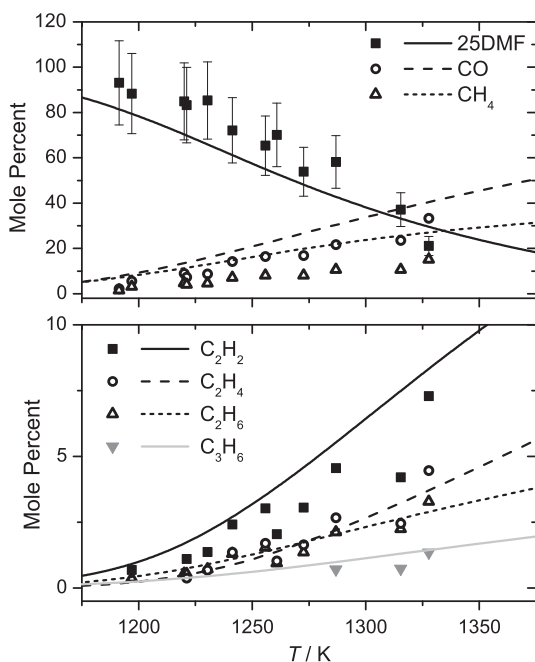 120
100
80
60
40
20
0
Mole Percent
25DMF
CO
CH₄
10
5
0
Mole Percent
C₂H₂
C₂H₄
C₂H₆
C₃H₆
1200 1250 1300 1350
T / K